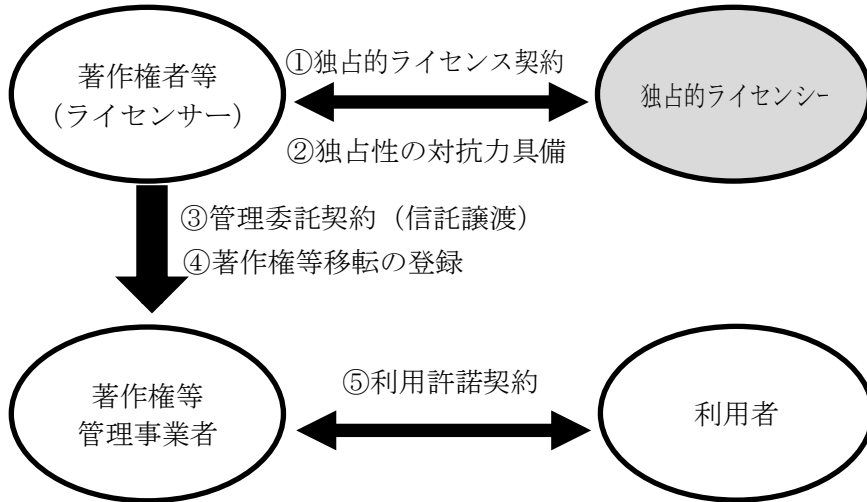 著作権者等
（ライセンサー）
①独占的ライセンス契約
②独占性の対抗力具備
独占的ライセンシー
③管理委託契約（信託譲渡）
④著作権等移転の登録
著作権等
管理事業者
⑤利用許諾契約
利用者